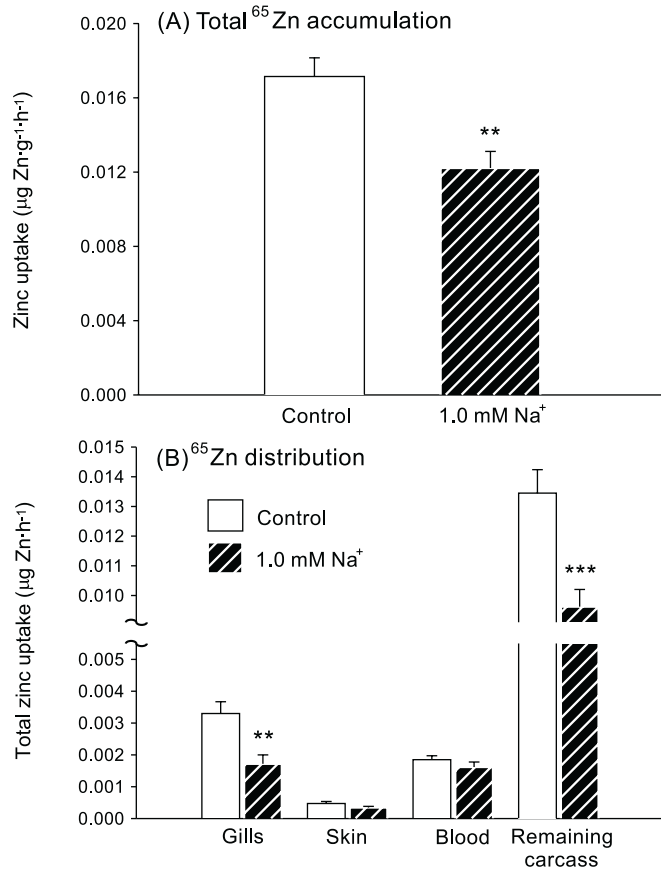 (A) Total ⁶⁵Zn accumulation
Zinc uptake (μg Zn·g⁻¹·h⁻¹)
0.020
0.016
0.012
0.008
0.004
0.000
**
Control
1.0 mM Na⁺
(B) ⁶⁵Zn distribution
Total zinc uptake (μg Zn·h⁻¹)
0.015
0.014
0.013
0.011
0.010
0.005
0.004
0.003
0.002
0.001
0.000
Control
1.0 mM Na⁺
**
***
Gills
Skin
Blood
Remaining
carcass